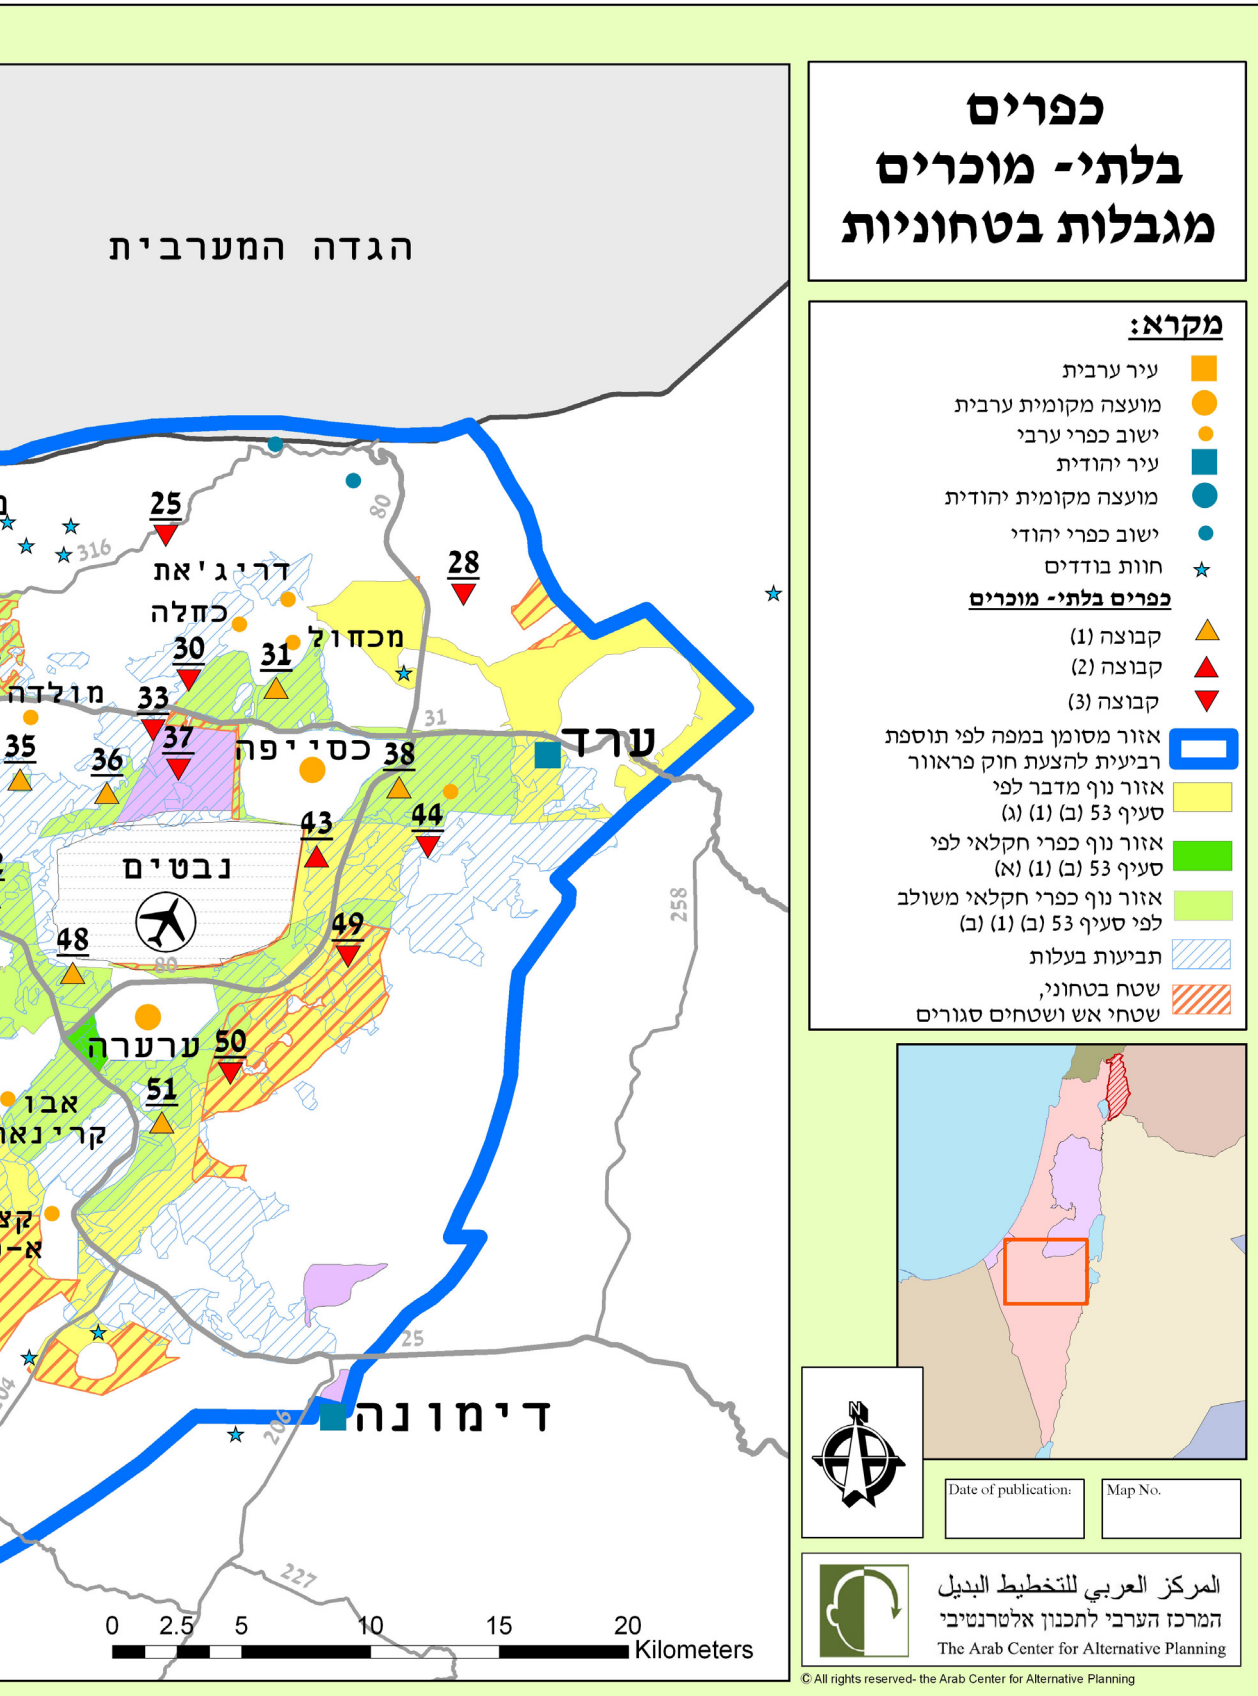 כפרים
בלתי- מוכרים
מגבלות בטחוניות
מקרא:
עיר ערבית
מועצה מקומית ערבית
ישוב כפרי ערבי
עיר יהודית
מועצה מקומית יהודית
ישוב כפרי יהודי
חוות בודדים
כפרים בלתי- מוכרים
קבוצה (1)
קבוצה (2)
קבוצה (3)
אזור מסומן במפה לפי תוספת
רביעית להצעת חוק פראוור
אזור נוף מדבר לפי
סעיף 53 (ב) (1) (ג)
אזור נוף כפרי חקלאי לפי
סעיף 53 (ב) (1) (א)
אזור נוף כפרי חקלאי משולב
לפי סעיף 53 (ב) (1) (ב)
תביעות בעלות
שטח בטחוני,
שטחי אש ושטחים סגורים
הגדה המערבית
25
80
316
28
דריג'את
כחלה
מכחול
30
31
מולדה
33
31
35
36
37
כסייפה
38
ערד
43
44
נבטים
258
49
48
80
ערערה
50
51
אבו
קרינאת
25
דימונה
206
227
0 2.5 5 10 15 20
Kilometers
N
Date of publication:
Map No.
المركز العربي للتخطيط البديل
המרכז הערבי לתכנון אלטרנטיבי
The Arab Center for Alternative Planning
© All rights reserved- the Arab Center for Alternative Planning